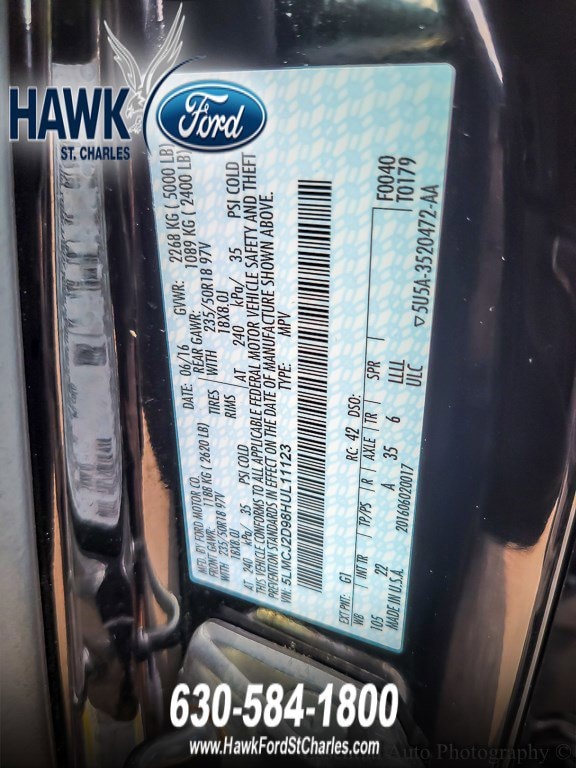 HAWK
Ford
ST. CHARLES
MFD. BY FORD MOTOR CO.
DATE: 06/16
GVWR: 2268 KG ( 5000 LB)
FRONT GAWR: 1188 KG ( 2620 LB)
REAR GAWR: 1089 KG ( 2400 LB)
WITH 235/50R18 97V
TIRES
WITH 235/50R18 97V
18X8.0J
RIMS
18X8.0J
AT 240 kPa/ 35 PSI COLD
AT 240 kPa/ 35 PSI COLD
THIS VEHICLE CONFORMS TO ALL APPLICABLE FEDERAL MOTOR VEHICLE SAFETY AND THEFT
PREVENTION STANDARDS IN EFFECT ON THE DATE OF MANUFACTURE SHOWN ABOVE.
VIN: 5LMCJ2D98HUL11123
TYPE: MPV
F0040
T0179
EXT PNT: G1
RC: 42
DSO:
WB | INT TR | TP/PS | R | AXLE | TR | SPR
105 22 A 35 6 LLLL
ULC
MADE IN U.S.A.
20160602001​7
5U5A-3520472-AA
630-584-1800
www.HawkFordStCharles.com
Auto Photography ©